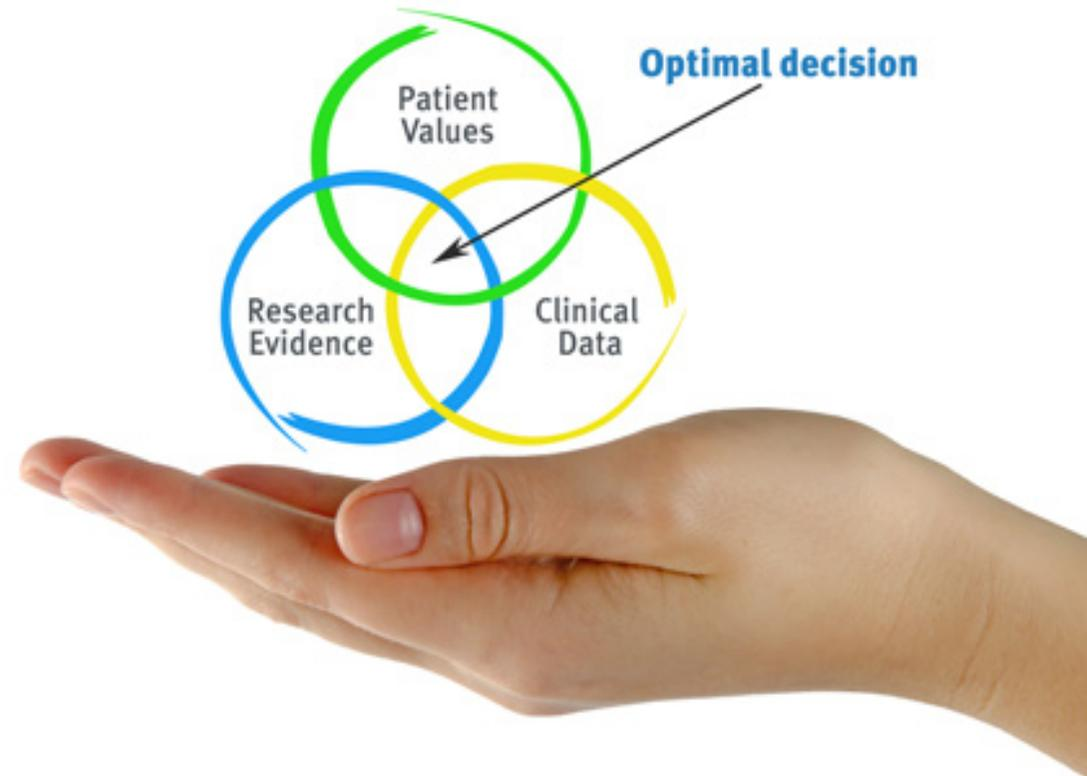 Optimal decision
Patient
Values
Research
Evidence
Clinical
Data